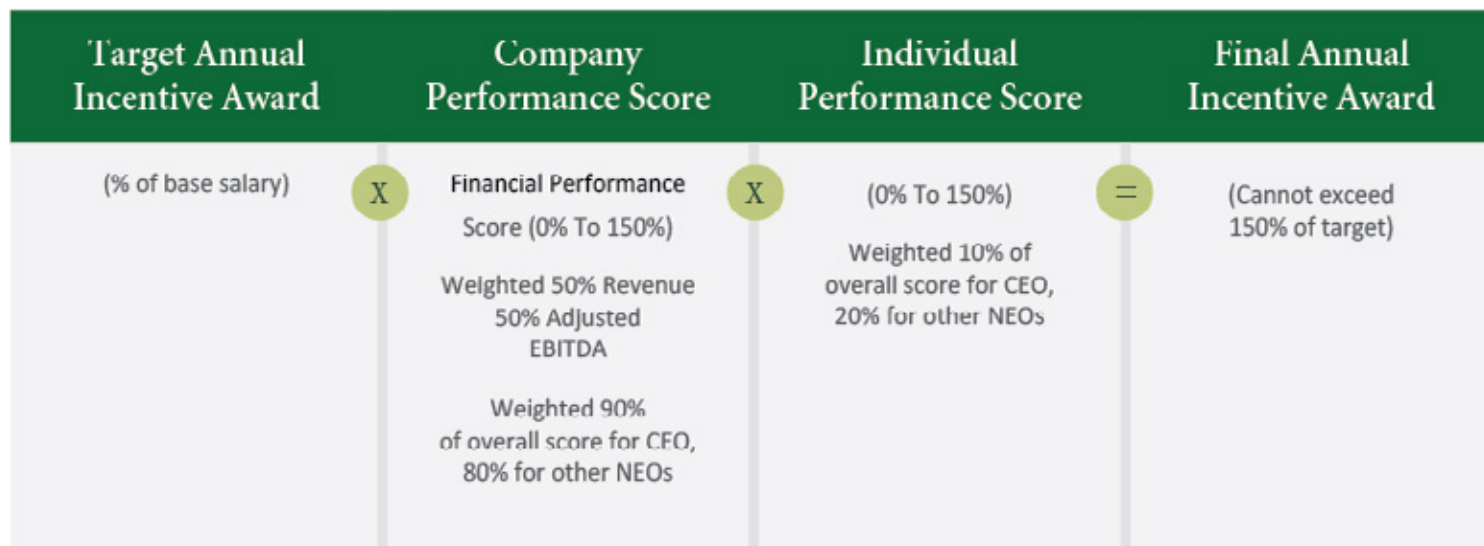 Target Annual
Incentive Award
Company
Performance Score
Individual
Performance Score
Final Annual
Incentive Award
(% of base salary)
X
Financial Performance
Score (0% To 150%)
Weighted 50% Revenue
50% Adjusted
EBITDA
Weighted 90%
of overall score for CEO,
80% for other NEOs
X
(0% To 150%)
Weighted 10% of
overall score for CEO,
20% for other NEOs
=
(Cannot exceed
150% of target)